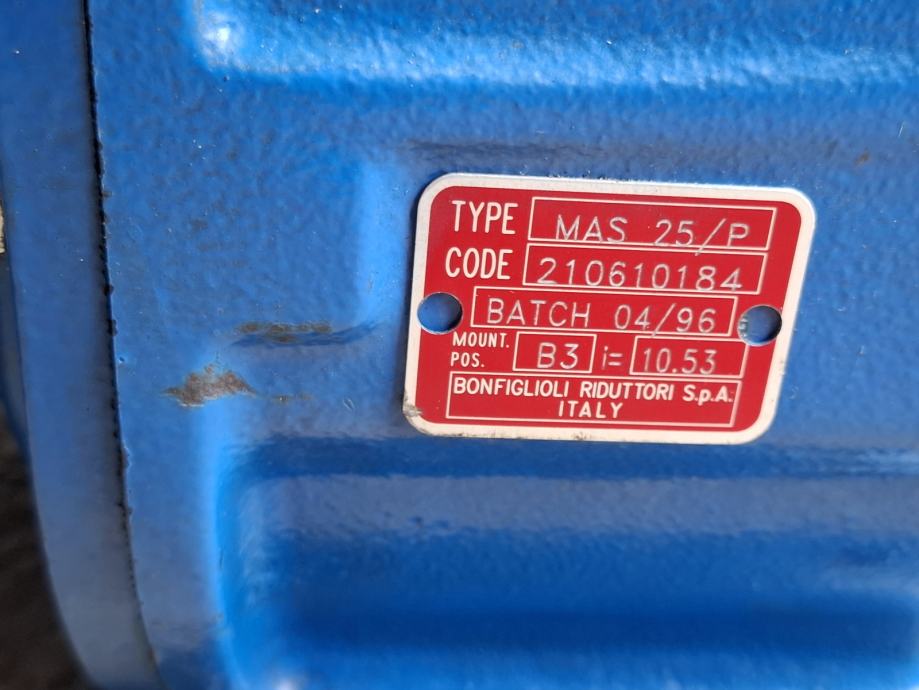 TYPE MAS 25/P
CODE 210610184
BATCH 04/96
MOUNT. POS. B3 i= 10.53
BONFIGLIOLI RIDUTTORI S.p.A.
ITALY